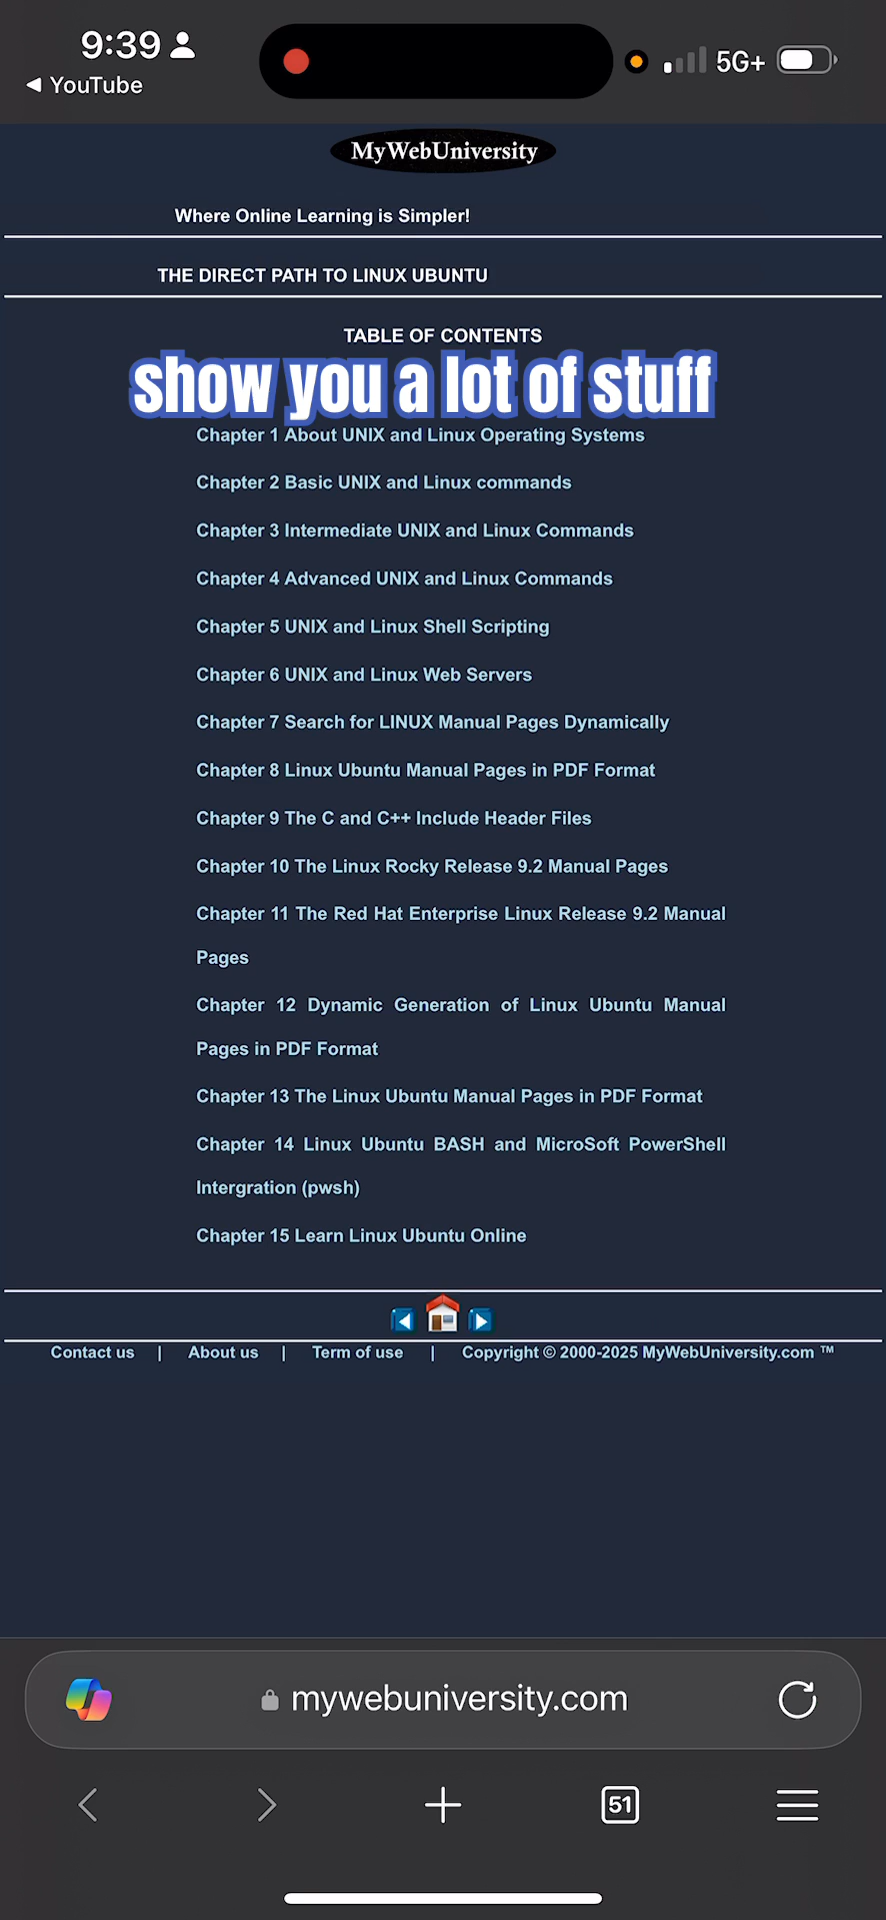 9:39
5G+
◀ YouTube
MyWebUniversity
Where Online Learning is Simpler!
THE DIRECT PATH TO LINUX UBUNTU
TABLE OF CONTENTS
show you a lot of stuff
Chapter 1 About UNIX and Linux Operating Systems
Chapter 2 Basic UNIX and Linux commands
Chapter 3 Intermediate UNIX and Linux Commands
Chapter 4 Advanced UNIX and Linux Commands
Chapter 5 UNIX and Linux Shell Scripting
Chapter 6 UNIX and Linux Web Servers
Chapter 7 Search for LINUX Manual Pages Dynamically
Chapter 8 Linux Ubuntu Manual Pages in PDF Format
Chapter 9 The C and C++ Include Header Files
Chapter 10 The Linux Rocky Release 9.2 Manual Pages
Chapter 11 The Red Hat Enterprise Linux Release 9.2 Manual
Pages
Chapter 12 Dynamic Generation of Linux Ubuntu Manual
Pages in PDF Format
Chapter 13 The Linux Ubuntu Manual Pages in PDF Format
Chapter 14 Linux Ubuntu BASH and MicroSoft PowerShell
Intergration (pwsh)
Chapter 15 Learn Linux Ubuntu Online
Contact us | About us | Term of use | Copyright © 2000-2025 MyWebUniversity.com ™
mywebuniversity.com
51